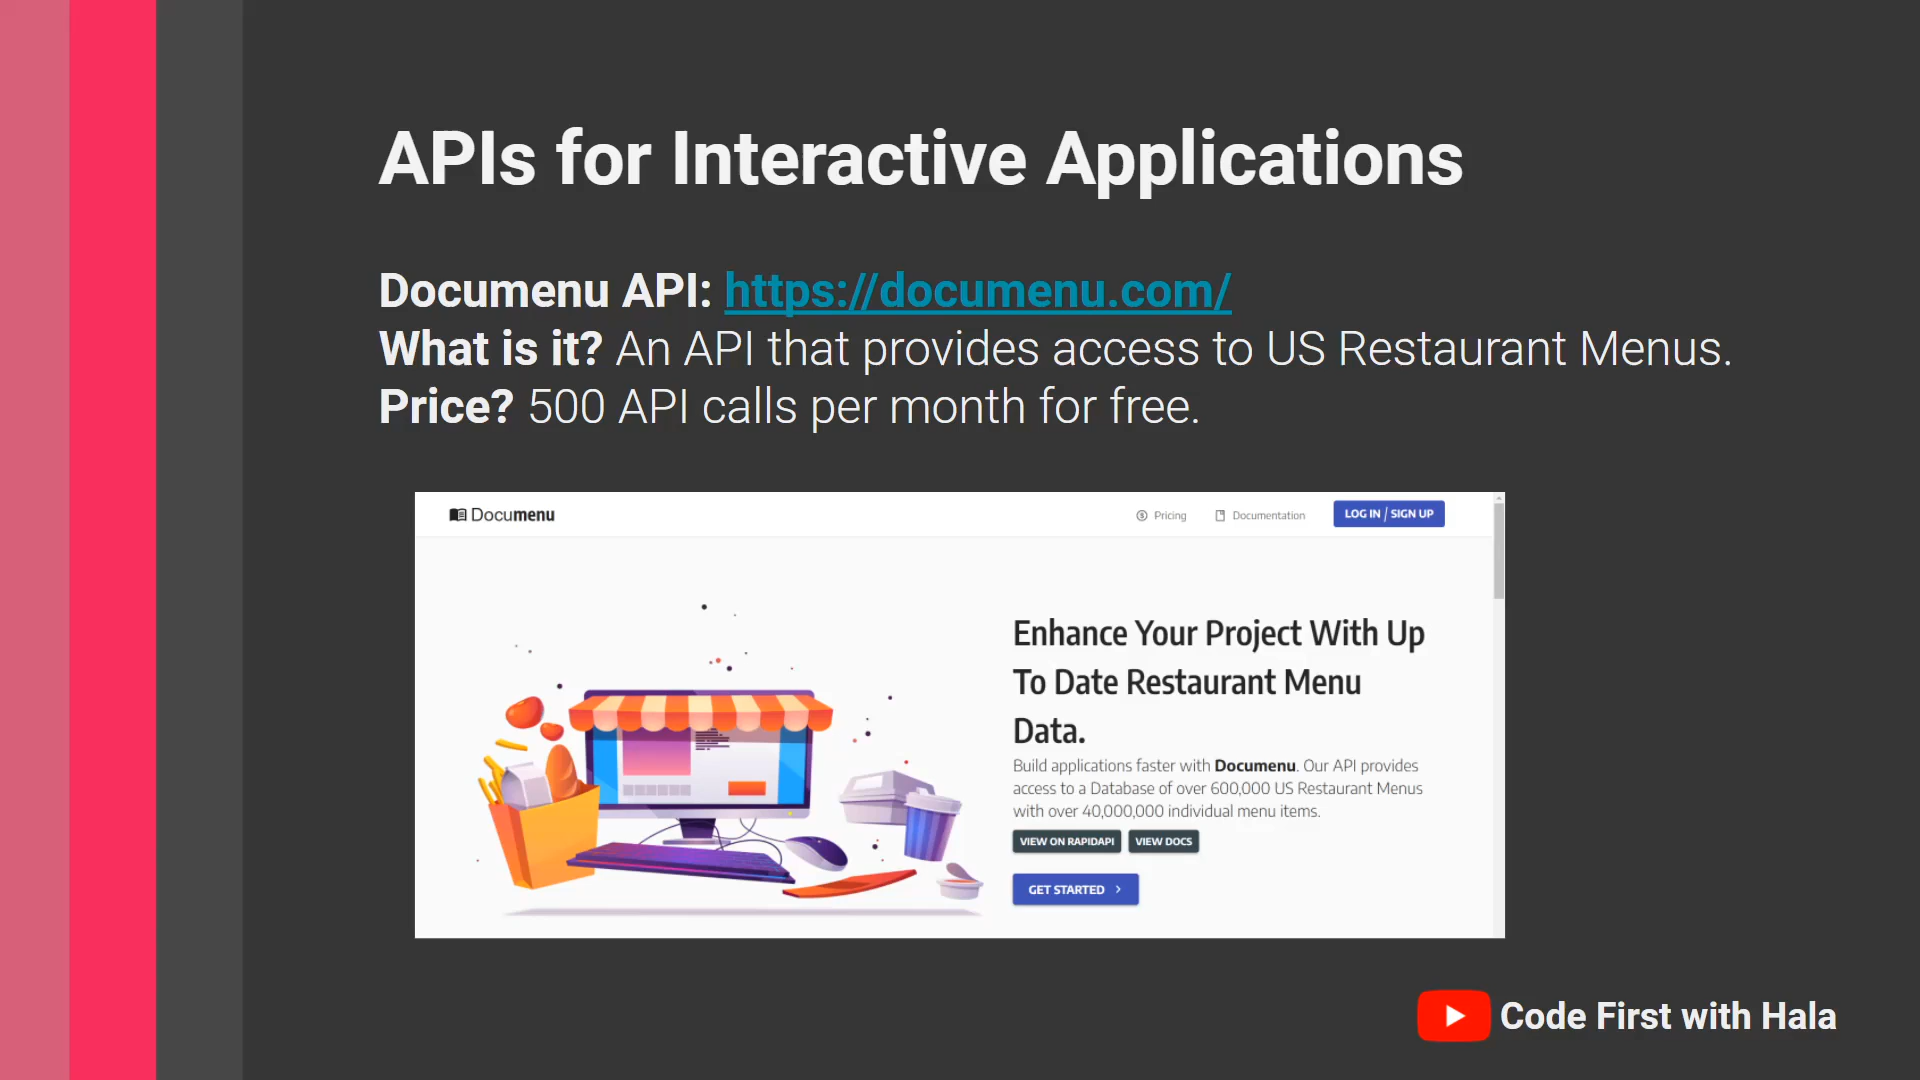 APIs for Interactive Applications
Documenu API: https://documenu.com/
What is it? An API that provides access to US Restaurant Menus.
Price? 500 API calls per month for free.
Documenu
Pricing
Documentation
LOG IN / SIGN UP
Enhance Your Project With Up
To Date Restaurant Menu
Data.
Build applications faster with Documenu. Our API provides
access to a Database of over 600,000 US Restaurant Menus
with over 40,000,000 individual menu items.
VIEW ON RAPIDAPI
VIEW DOCS
GET STARTED
Code First with Hala